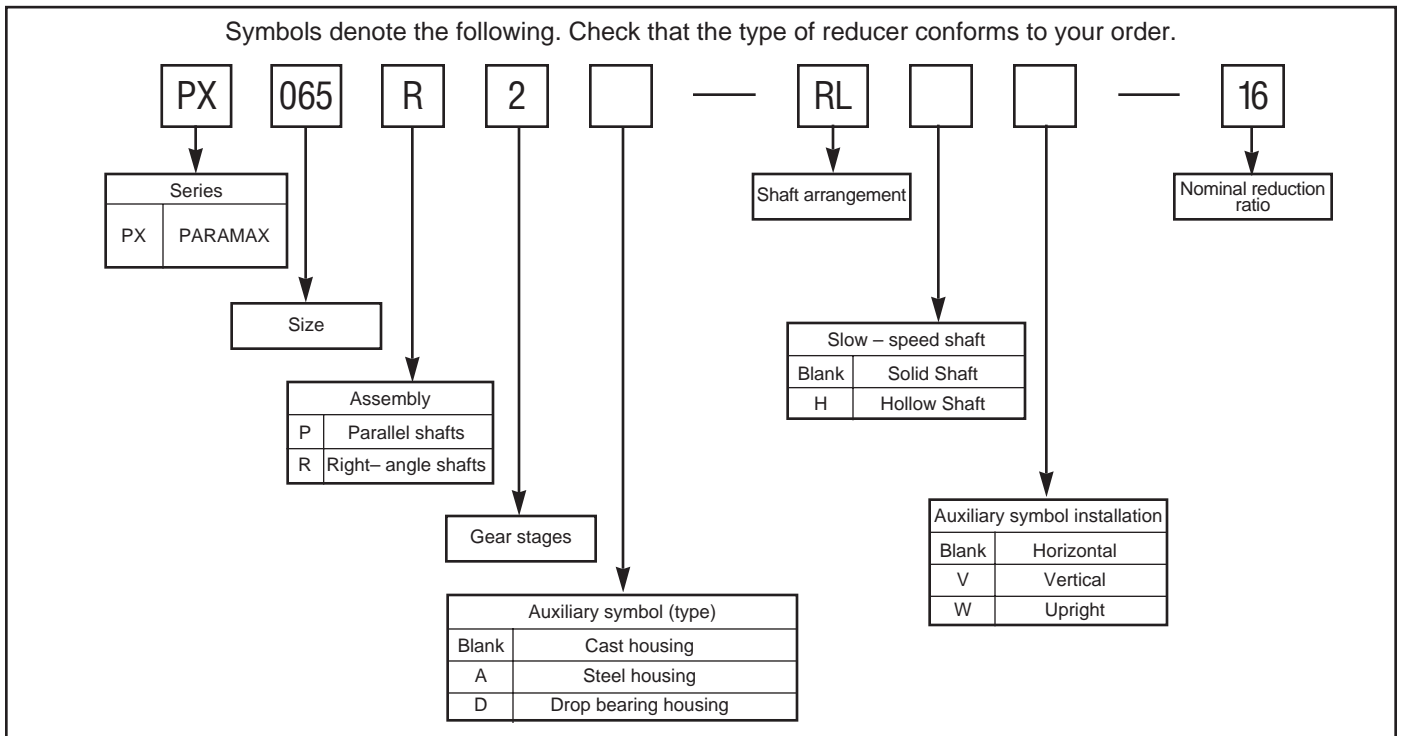 Symbols denote the following. Check that the type of reducer conforms to your order.
PX 065 R 2 — RL — 16
Series
PX PARAMAX
Shaft arrangement
Nominal reduction
ratio
Size
Slow – speed shaft
Blank Solid Shaft
H Hollow Shaft
Assembly
P Parallel shafts
R Right– angle shafts
Gear stages
Auxiliary symbol installation
Blank Horizontal
V Vertical
W Upright
Auxiliary symbol (type)
Blank Cast housing
A Steel housing
D Drop bearing housing